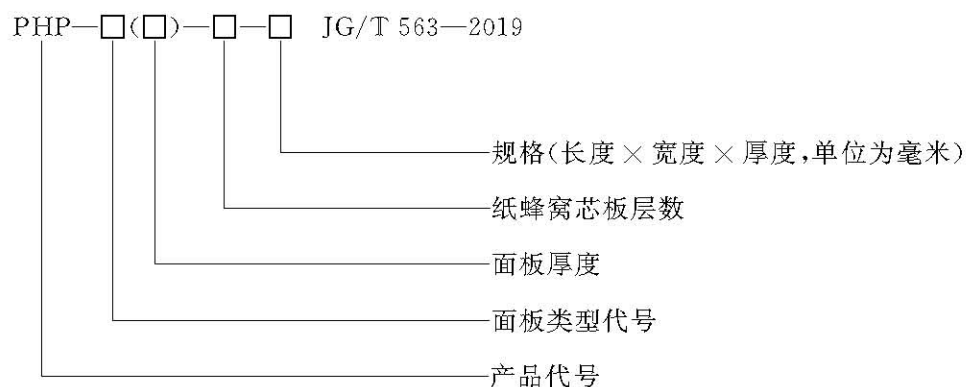 PHP—□(□)—□—□ JG/T 563—2019
规格(长度×宽度×厚度,单位为毫米)
纸蜂窝芯板层数
面板厚度
面板类型代号
产品代号